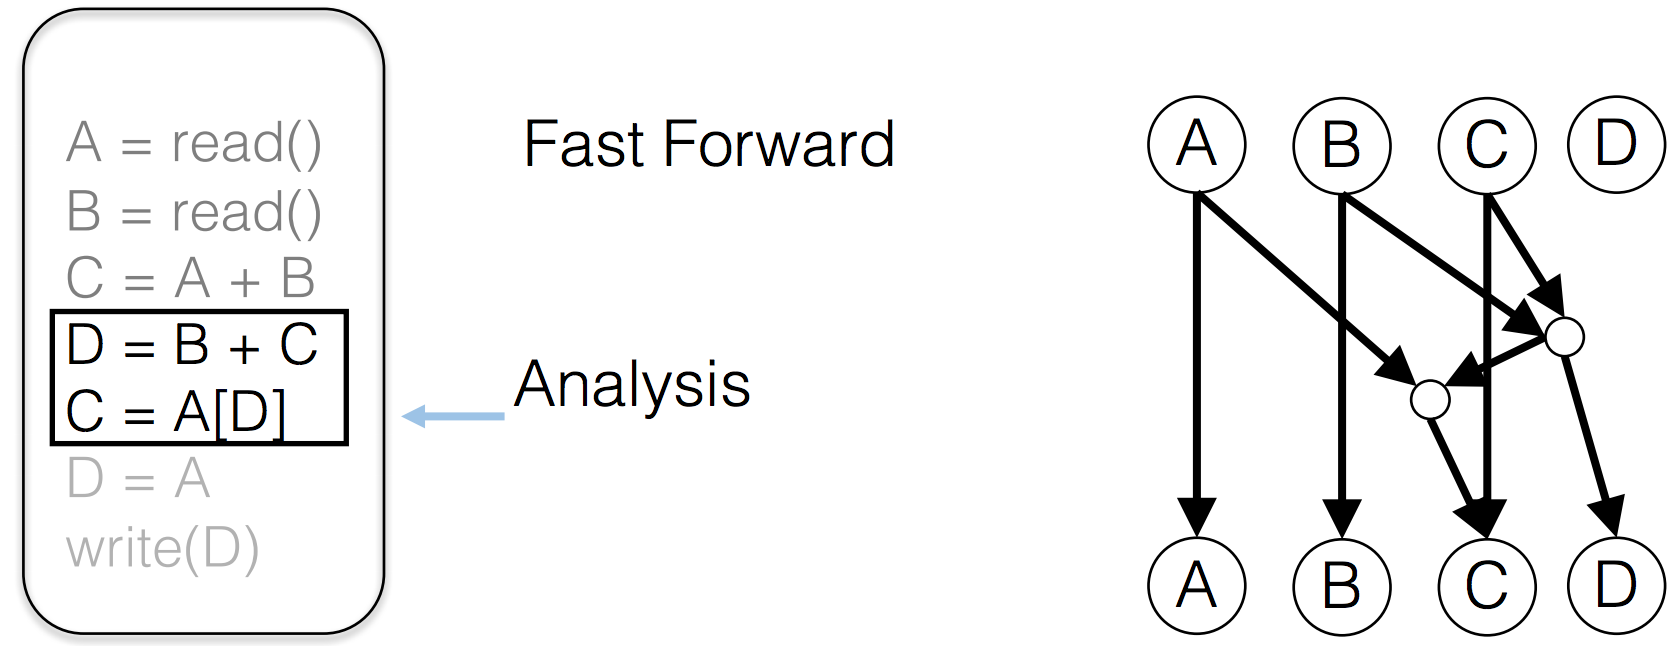 A = read()
B = read()
C = A + B
D = B + C
C = A[D]
D = A
write(D)
Fast Forward
Analysis
A B C D
A B C D